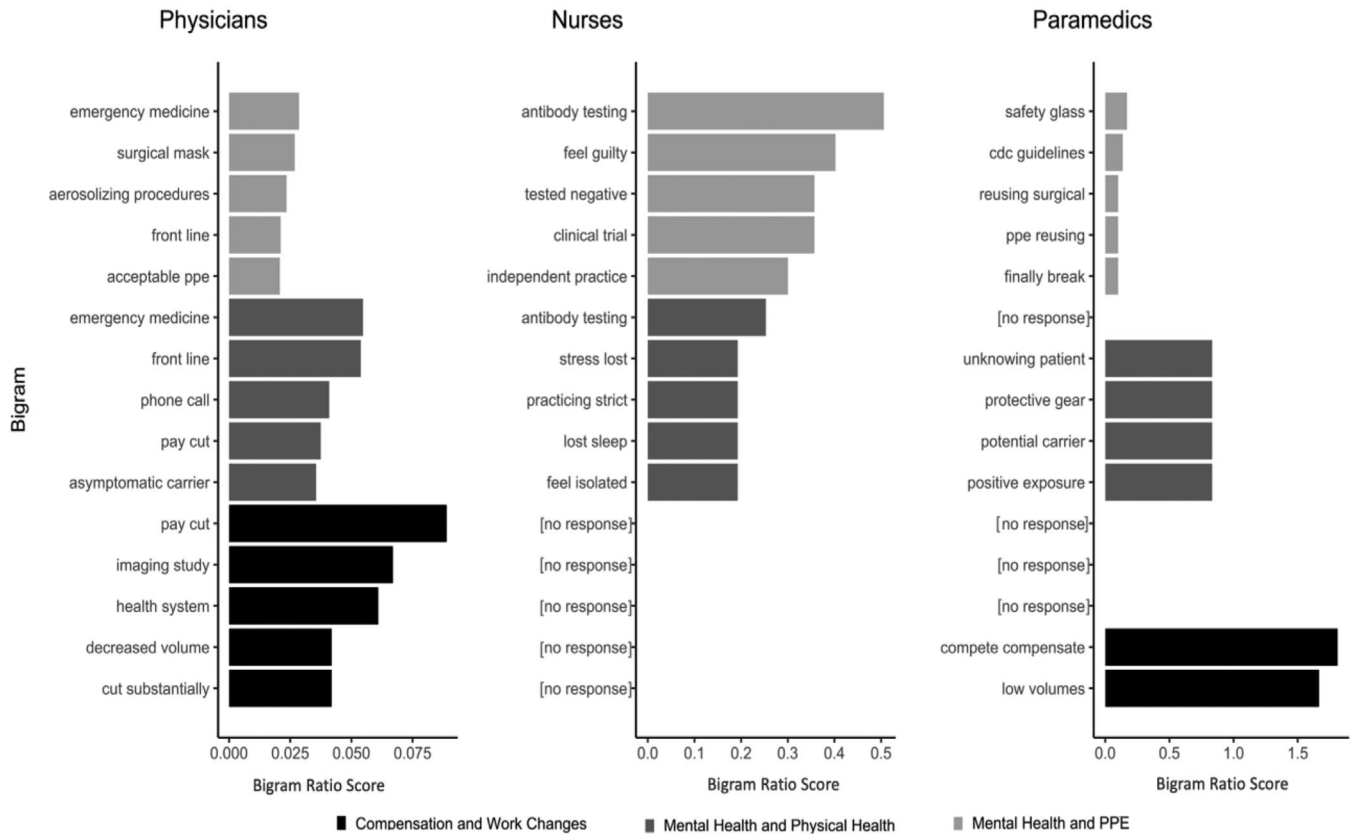 Physicians
Nurses
Paramedics
Bigram
emergency medicine
surgical mask
aerosolizing procedures
front line
acceptable ppe
emergency medicine
front line
phone call
pay cut
asymptomatic carrier
pay cut
imaging study
health system
decreased volume
cut substantially
0.000 0.025 0.050 0.075
Bigram Ratio Score
antibody testing
feel guilty
tested negative
clinical trial
independent practice
antibody testing
stress lost
practicing strict
lost sleep
feel isolated
[no response]
[no response]
[no response]
[no response]
[no response]
0.0 0.1 0.2 0.3 0.4 0.5
Bigram Ratio Score
safety glass
cdc guidelines
reusing surgical
ppe reusing
finally break
[no response]
unknowing patient
protective gear
potential carrier
positive exposure
[no response]
[no response]
[no response]
compete compensate
low volumes
0.0 0.5 1.0 1.5
Bigram Ratio Score
Compensation and Work Changes
Mental Health and Physical Health
Mental Health and PPE